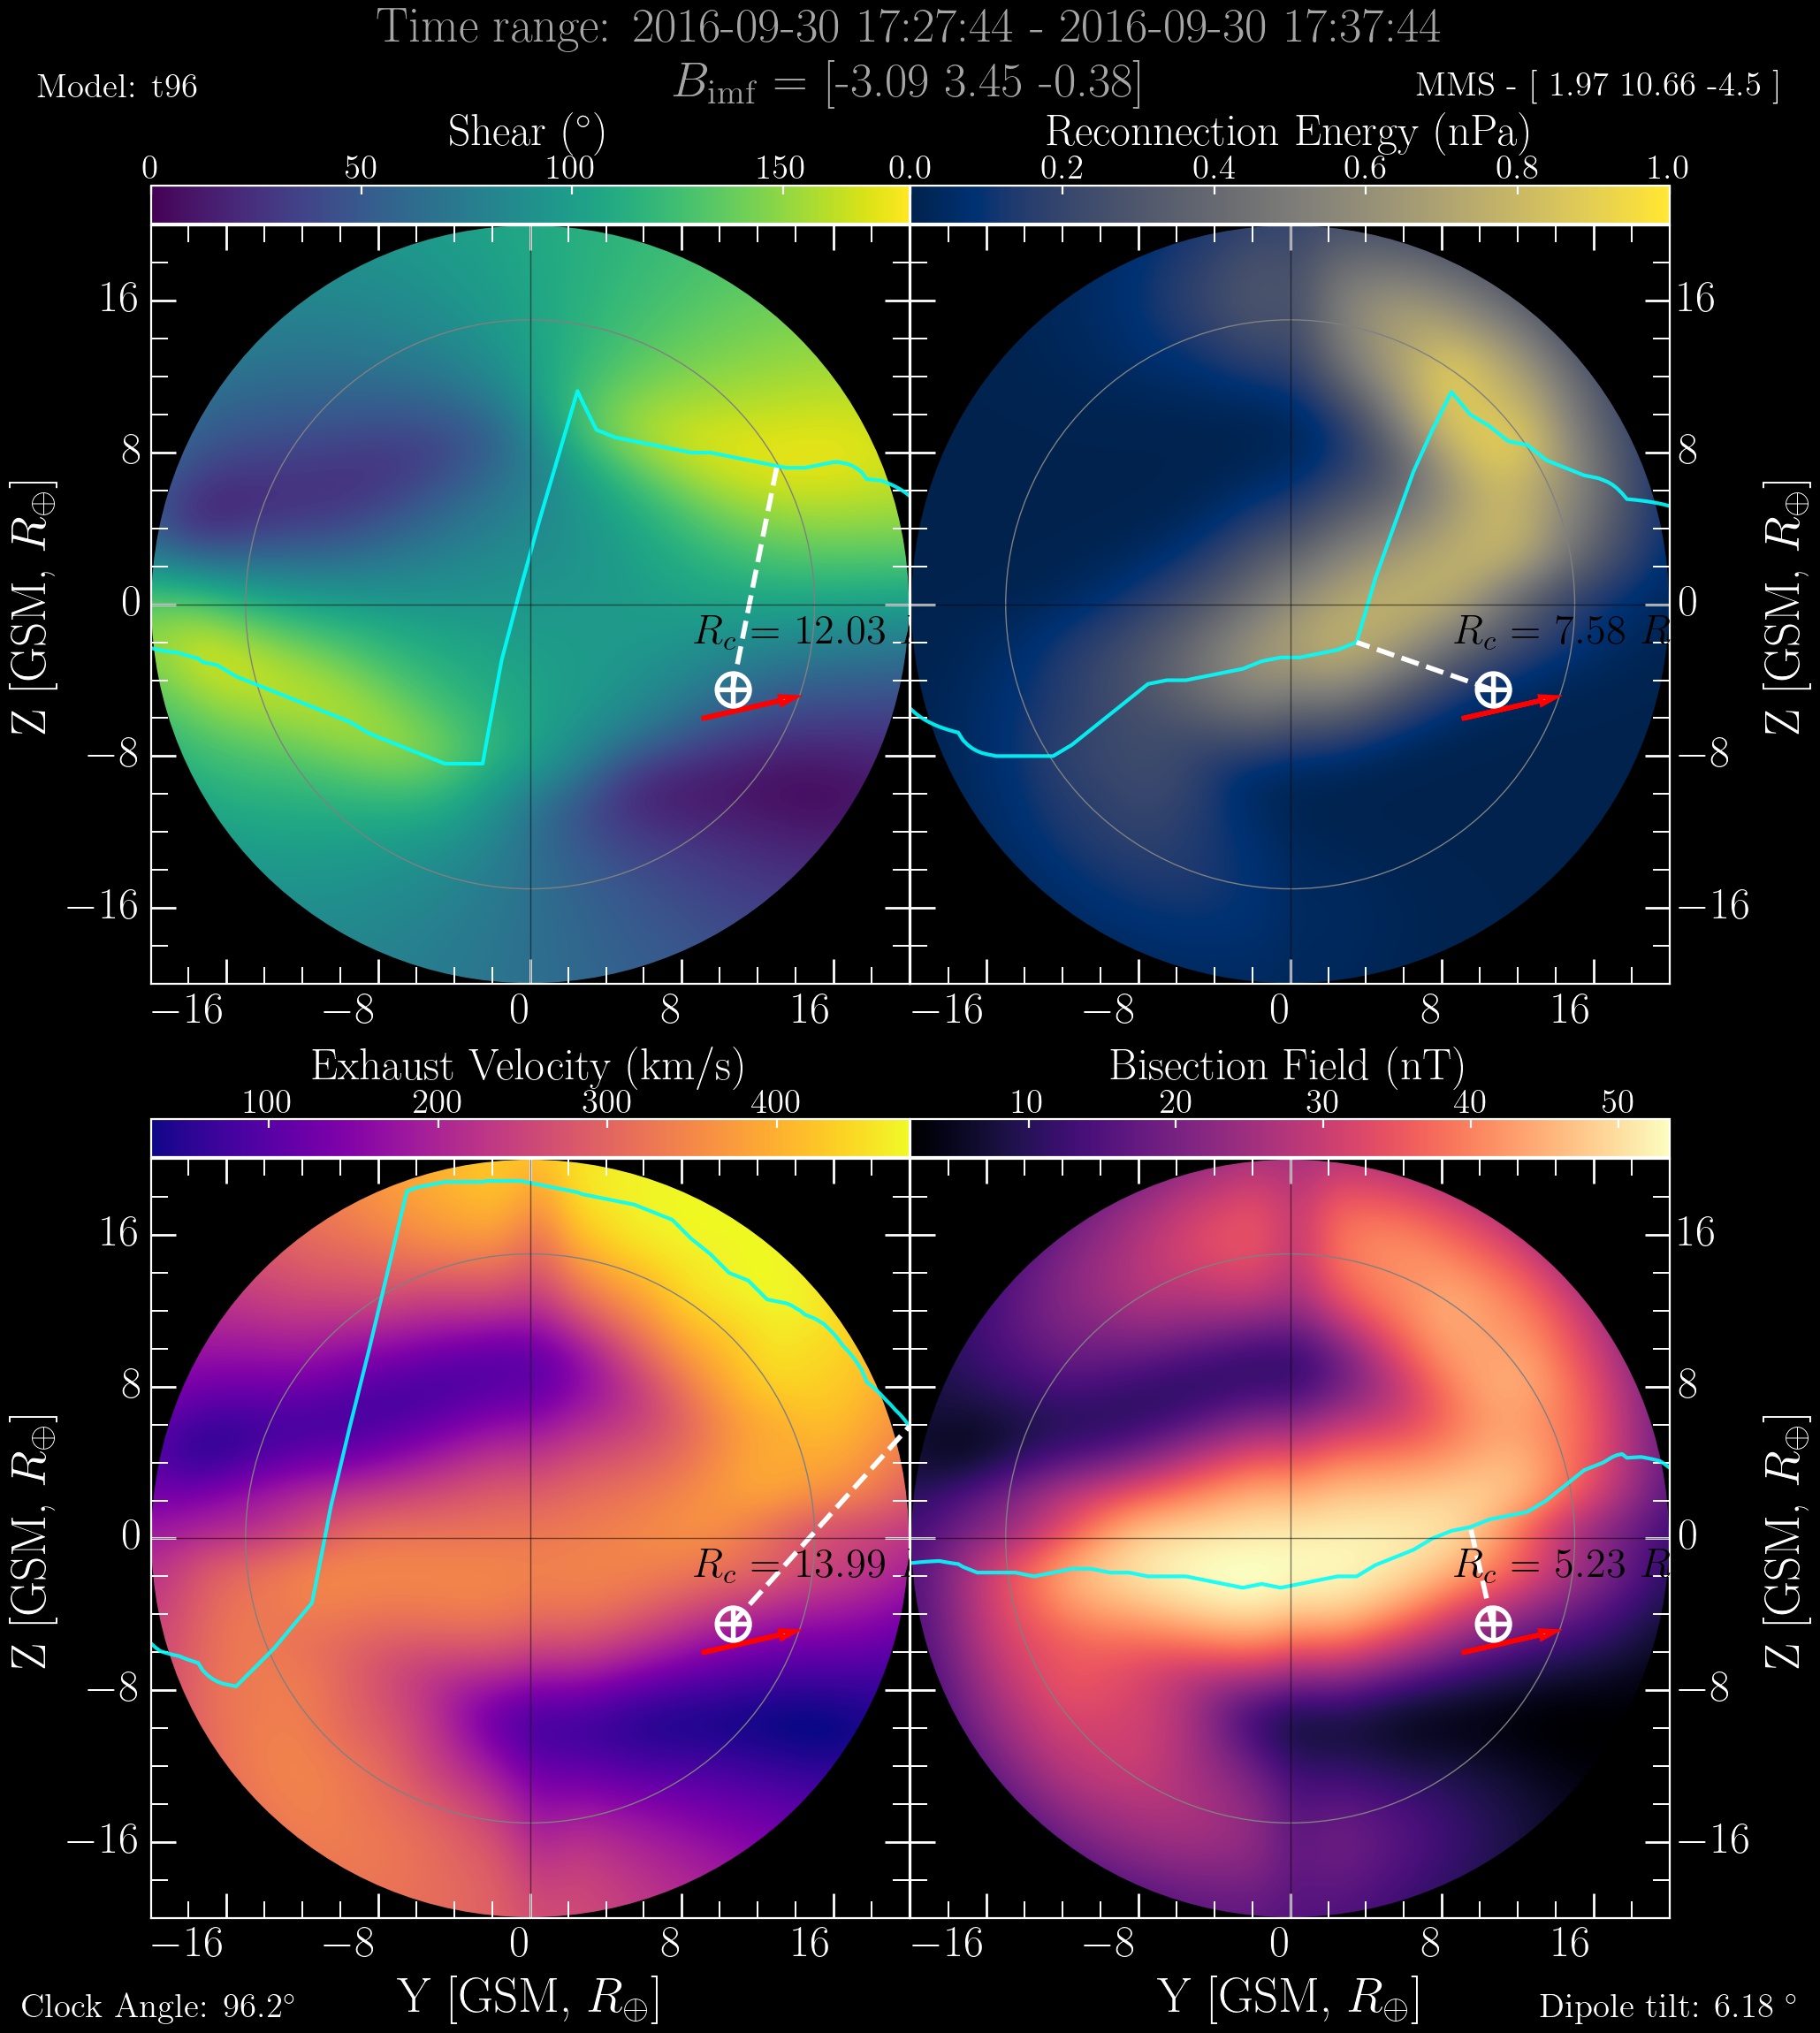 Time range: 2016-09-30 17:27:44 - 2016-09-30 17:37:44
Model: t96
B_imf = [-3.09 3.45 -0.38]
MMS - [ 1.97 10.66 -4.5 ]
Shear (°)
Reconnection Energy (nPa)
0 50 100 150
0.0 0.2 0.4 0.6 0.8 1.0
16
8
0
−8
−16
Z [GSM, R⊕]
R_c = 12.03
−16 −8 0 8 16
16
8
0
−8
−16
Z [GSM, R⊕]
R_c = 7.58 R
−16 −8 0 8 16
Exhaust Velocity (km/s)
Bisection Field (nT)
100 200 300 400
10 20 30 40 50
16
8
0
−8
−16
Z [GSM, R⊕]
R_c = 13.99
−16 −8 0 8 16
Y [GSM, R⊕]
16
8
0
−8
−16
Z [GSM, R⊕]
R_c = 5.23 R
−16 −8 0 8 16
Y [GSM, R⊕]
Clock Angle: 96.2°
Dipole tilt: 6.18 °